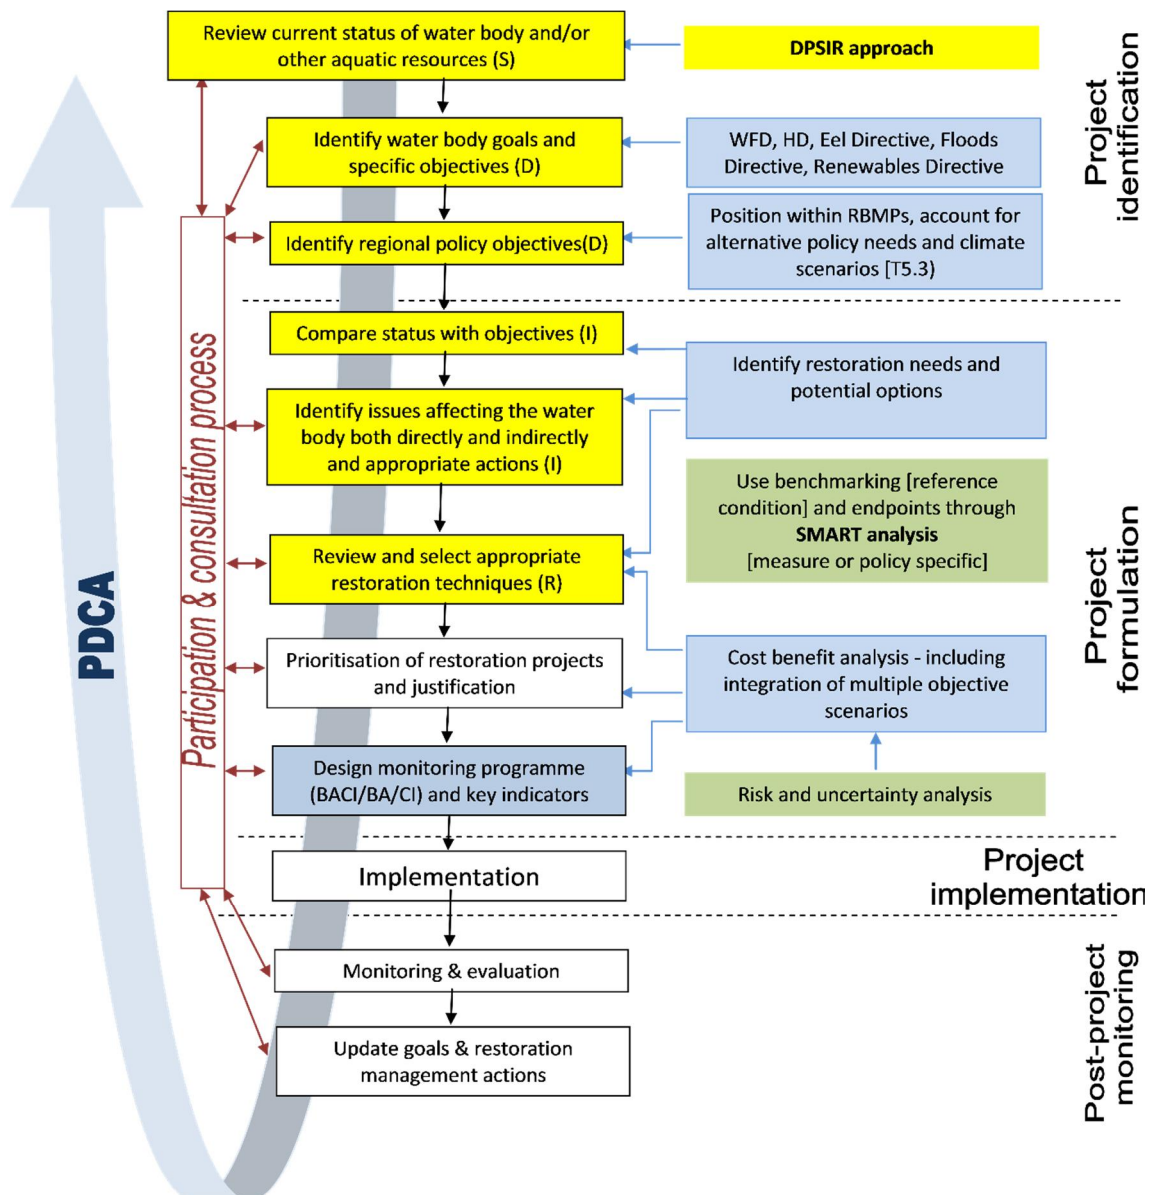 Review current status of water body and/or
other aquatic resources (S)
DPSIR approach
Project
identification
Identify water body goals and
specific objectives (D)
WFD, HD, Eel Directive, Floods
Directive, Renewables Directive
Identify regional policy objectives(D)
Position within RBMPs, account for
alternative policy needs and climate
scenarios [T5.3)
PDCA
Participation & consultation process
Compare status with objectives (I)
Identify restoration needs and
potential options
Identify issues affecting the water
body both directly and indirectly
and appropriate actions (I)
Use benchmarking [reference
condition] and endpoints through
SMART analysis
[measure or policy specific]
Project
formulation
Review and select appropriate
restoration techniques (R)
Prioritisation of restoration projects
and justification
Cost benefit analysis - including
integration of multiple objective
scenarios
Design monitoring programme
(BACI/BA/CI) and key indicators
Risk and uncertainty analysis
Implementation
Project
implementation
Monitoring & evaluation
Update goals & restoration
management actions
Post-project
monitoring